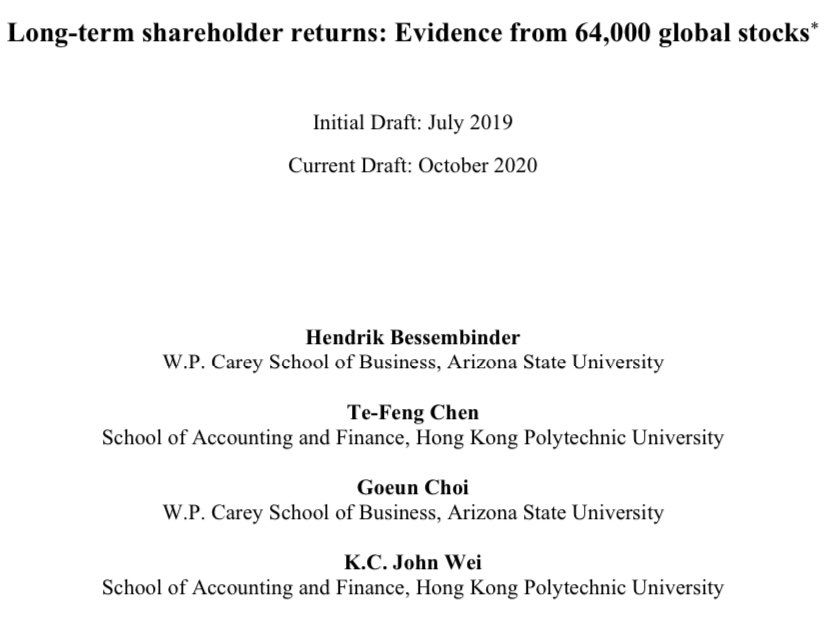 Long-term shareholder returns: Evidence from 64,000 global stocks*
Initial Draft: July 2019
Current Draft: October 2020
Hendrik Bessembinder
W.P. Carey School of Business, Arizona State University
Te-Feng Chen
School of Accounting and Finance, Hong Kong Polytechnic University
Goeun Choi
W.P. Carey School of Business, Arizona State University
K.C. John Wei
School of Accounting and Finance, Hong Kong Polytechnic University